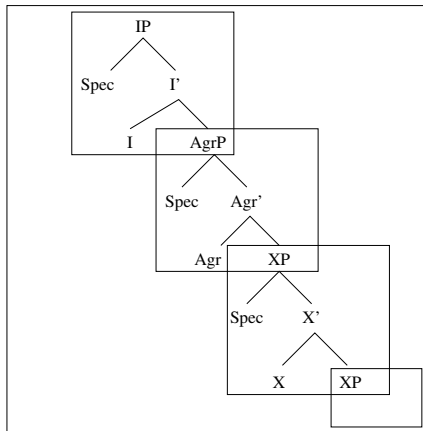 IP
Spec I'
I AgrP
Spec Agr'
Agr XP
Spec X'
X XP